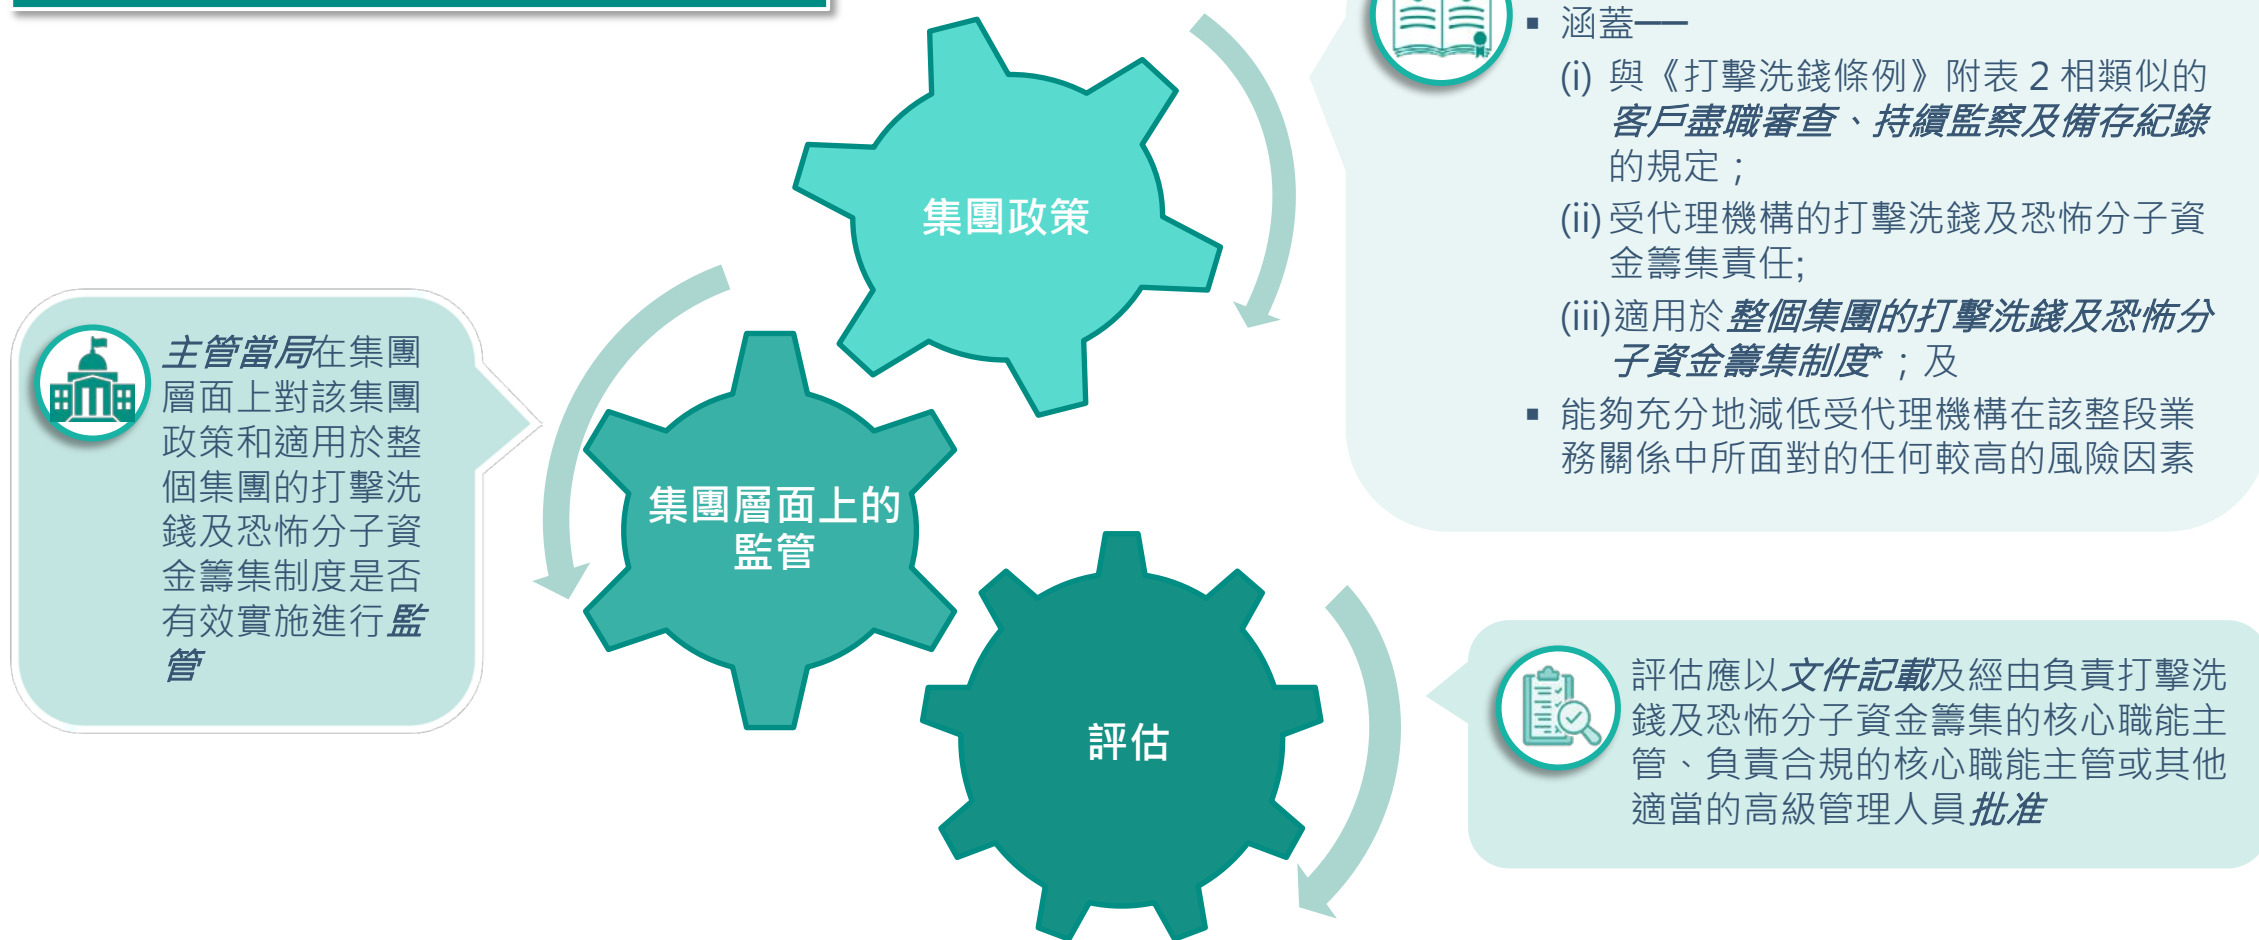 ▪ 涵蓋──
(i) 與《打擊洗錢條例》附表 2 相類似的
客戶盡職審查、持續監察及備存紀錄
的規定；
(ii) 受代理機構的打擊洗錢及恐怖分子資
金籌集責任;
(iii)適用於整個集團的打擊洗錢及恐怖分
子資金籌集制度*；及
▪ 能夠充分地減低受代理機構在該整段業
務關係中所面對的任何較高的風險因素
集團政策
主管當局在集團
層面上對該集團
政策和適用於整
個集團的打擊洗
錢及恐怖分子資
金籌集制度是否
有效實施進行監
管
集團層面上的
監管
評估
評估應以文件記載及經由負責打擊洗
錢及恐怖分子資金籌集的核心職能主
管、負責合規的核心職能主管或其他
適當的高級管理人員批准